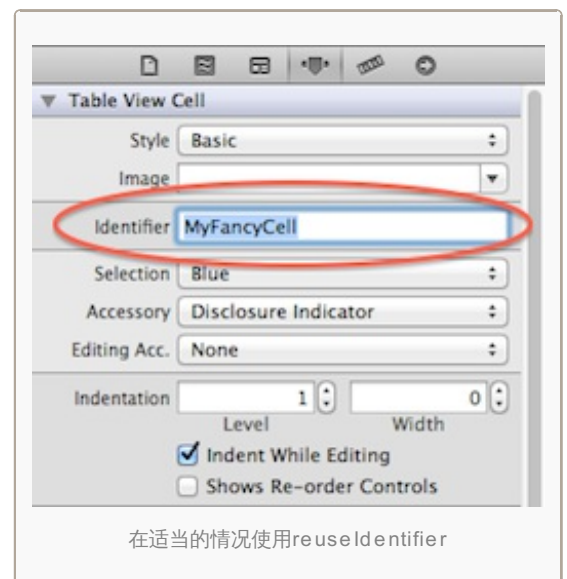 Table View Cell
Style Basic
Image
Identifier MyFancyCell
Selection Blue
Accessory Disclosure Indicator
Editing Acc. None
Indentation 1 0
Level Width
Indent While Editing
Shows Re-order Controls
在适当的情况使用reuseIdentifier